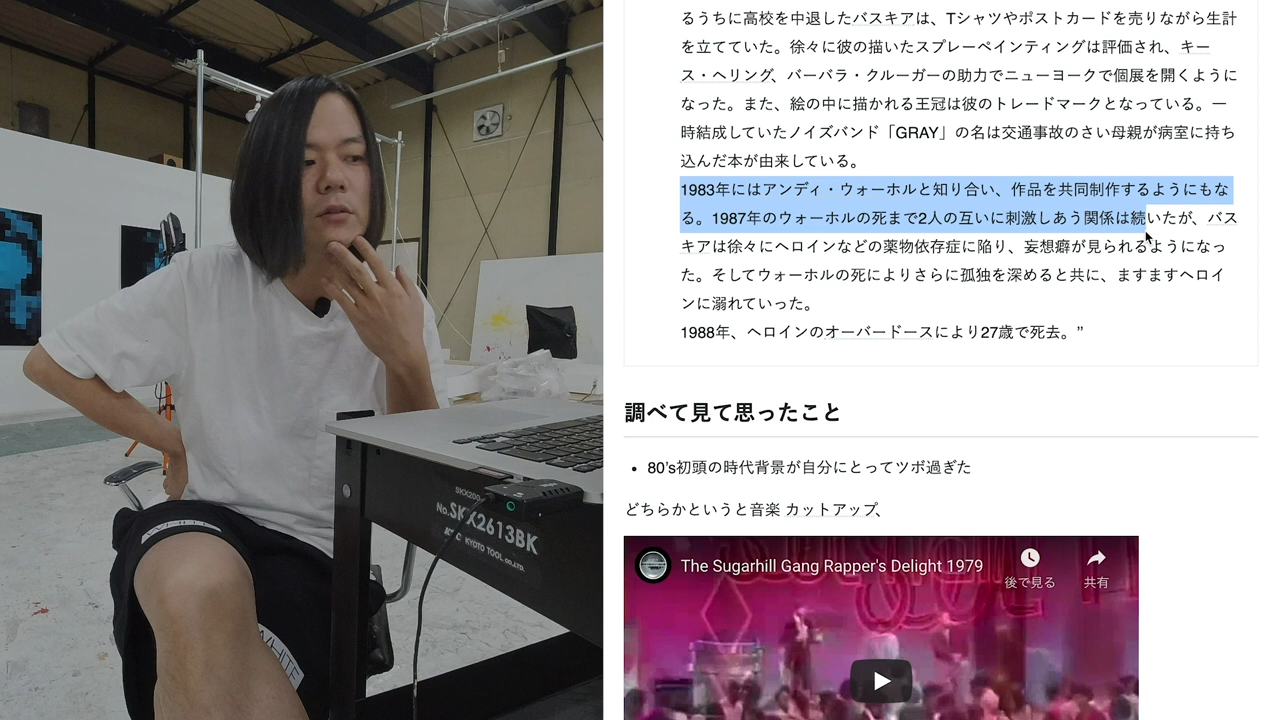 るうちに高校を中退したバスキアは、Tシャツやポストカードを売りながら生計
を立てていた。徐々に彼の描いたスプレーペインティングは評価され、キー
ス・ヘリング、バーバラ・クルーガーの助力でニューヨークで個展を開くように
なった。また、絵の中に描かれる王冠は彼のトレードマークとなっている。一
時結成していたノイズバンド「GRAY」の名は交通事故のさい母親が病室に持ち
込んだ本が由来している。
1983年にはアンディ・ウォーホルと知り合い、作品を共同制作するようにもな
る。1987年のウォーホルの死まで2人の互いに刺激しあう関係は続いたが、バス
キアは徐々にヘロインなどの薬物依存症に陥り、妄想癖が見られるようになっ
た。そしてウォーホルの死によりさらに孤独を深めると共に、ますますヘロイ
ンに溺れていった。
1988年、ヘロインのオーバードースにより27歳で死去。”
調べて見て思ったこと
• 80’s初頭の時代背景が自分にとってツボ過ぎた
どちらかというと音楽 カットアップ、
The Sugarhill Gang Rapper's Delight 1979
後で見る
共有
SKX200
No.SKX2613BK
KTC KYOTO TOOL CO.,LTD.
WHITE